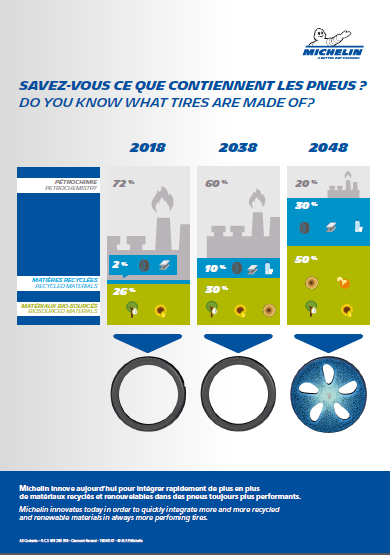 MICHELIN
A BETTER WAY FORWARD
SAVEZ-VOUS CE QUE CONTIENNENT LES PNEUS ?
DO YOU KNOW WHAT TIRES ARE MADE OF?
2018 2038 2048
PÉTROCHIMIE
PETROCHEMISTRY
72 % 60 % 20 %
30 %
MATIÈRES RECYCLÉES
RECYCLED MATERIALS
2 % 10 % 50 %
MATÉRIAUX BIO-SOURCÉS
BIOSOURCED MATERIALS
26 % 30 %
Michelin innove aujourd'hui pour intégrer rapidement de plus en plus
de matériaux recyclés et renouvelables dans des pneus toujours plus performants.
Michelin innovates today in order to quickly integrate more and more recycled
and renewable materials in always more perfoming tires.